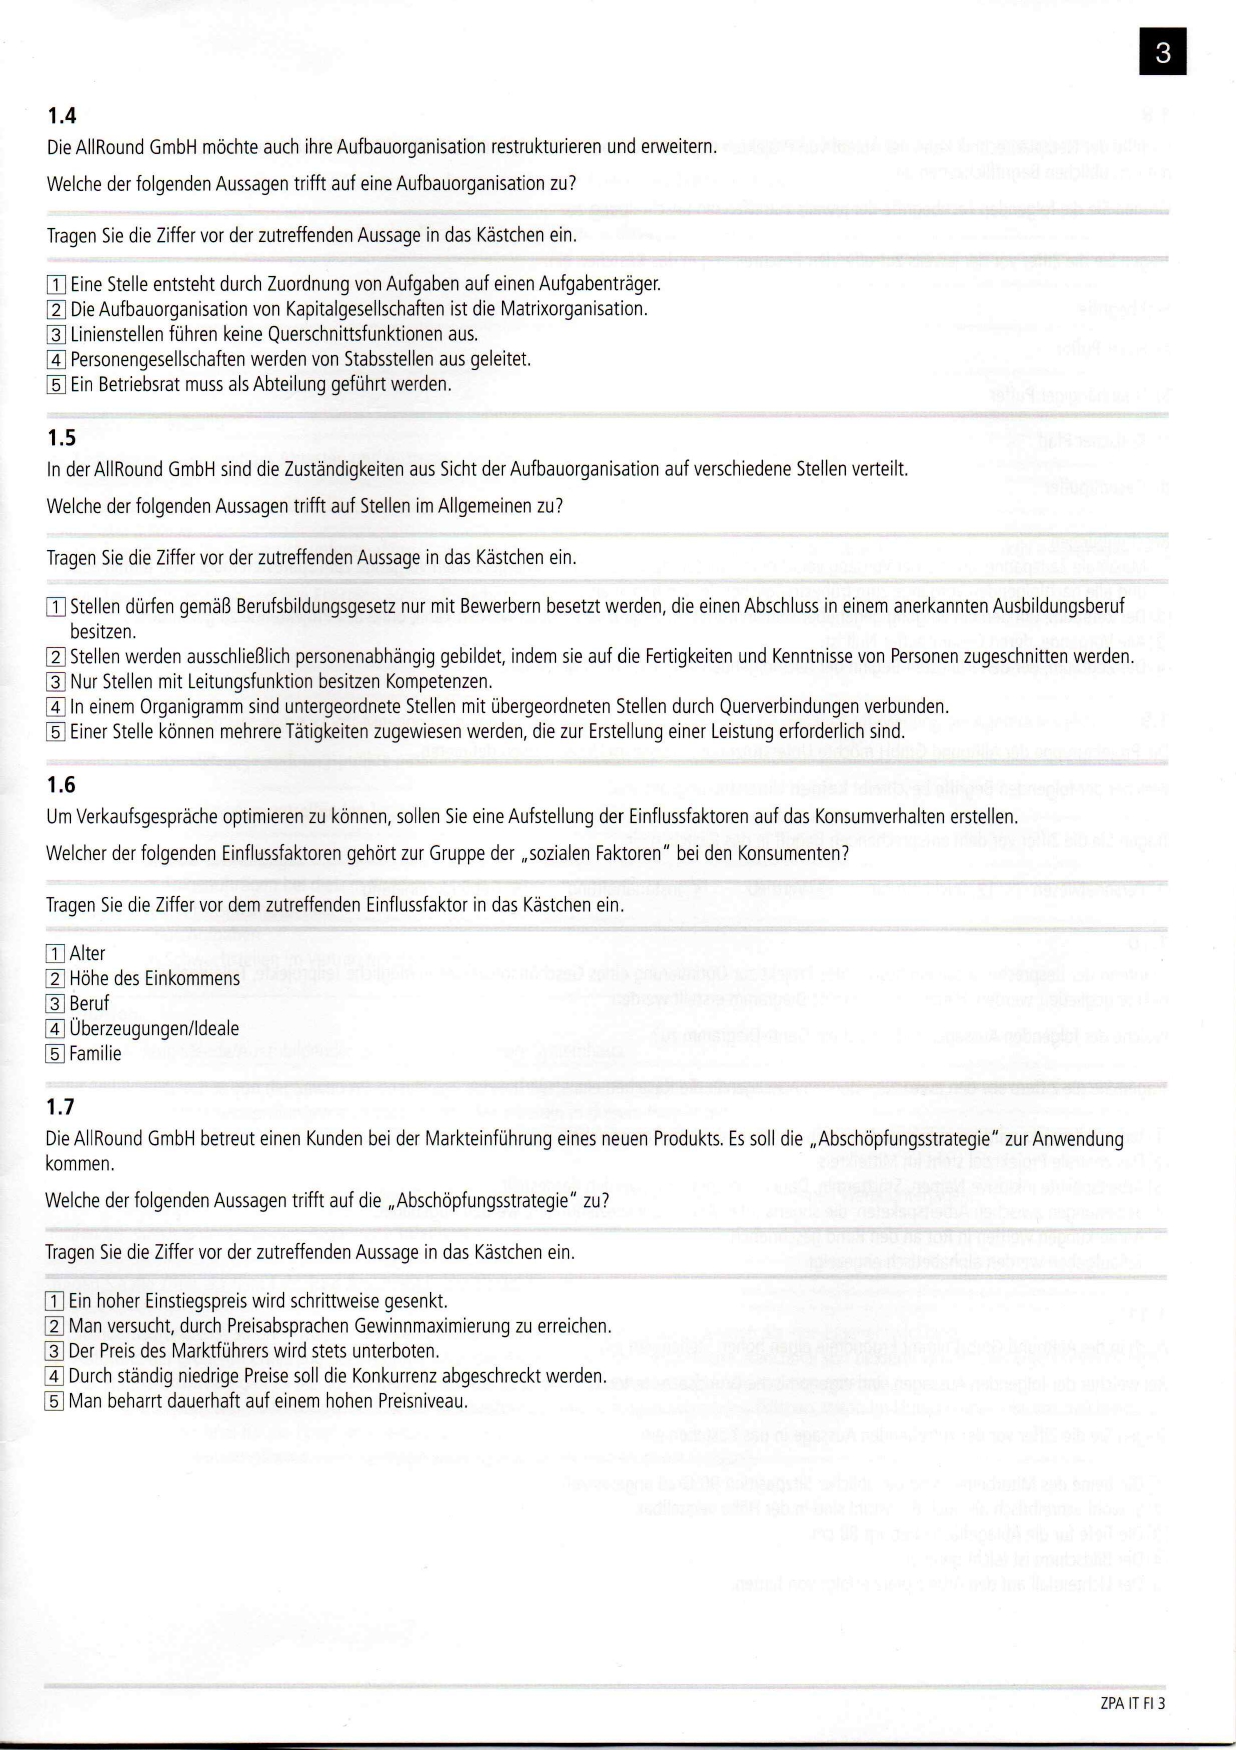 3
1.4
Die AllRound GmbH möchte auch ihre Aufbauorganisation restrukturieren und erweitern.
Welche der folgenden Aussagen trifft auf eine Aufbauorganisation zu?
Tragen Sie die Ziffer vor der zutreffenden Aussage in das Kästchen ein.
1 Eine Stelle entsteht durch Zuordnung von Aufgaben auf einen Aufgabenträger.
2 Die Aufbauorganisation von Kapitalgesellschaften ist die Matrixorganisation.
3 Linienstellen führen keine Querschnittsfunktionen aus.
4 Personengesellschaften werden von Stabsstellen aus geleitet.
5 Ein Betriebsrat muss als Abteilung geführt werden.
1.5
In der AllRound GmbH sind die Zuständigkeiten aus Sicht der Aufbauorganisation auf verschiedene Stellen verteilt.
Welche der folgenden Aussagen trifft auf Stellen im Allgemeinen zu?
Tragen Sie die Ziffer vor der zutreffenden Aussage in das Kästchen ein.
1 Stellen dürfen gemäß Berufsbildungsgesetz nur mit Bewerbern besetzt werden, die einen Abschluss in einem anerkannten Ausbildungsberuf
besitzen.
2 Stellen werden ausschließlich personenabhängig gebildet, indem sie auf die Fertigkeiten und Kenntnisse von Personen zugeschnitten werden.
3 Nur Stellen mit Leitungsfunktion besitzen Kompetenzen.
4 In einem Organigramm sind untergeordnete Stellen mit übergeordneten Stellen durch Querverbindungen verbunden.
5 Einer Stelle können mehrere Tätigkeiten zugewiesen werden, die zur Erstellung einer Leistung erforderlich sind.
1.6
Um Verkaufsgespräche optimieren zu können, sollen Sie eine Aufstellung der Einflussfaktoren auf das Konsumverhalten erstellen.
Welcher der folgenden Einflussfaktoren gehört zur Gruppe der „sozialen Faktoren" bei den Konsumenten?
Tragen Sie die Ziffer vor dem zutreffenden Einflussfaktor in das Kästchen ein.
1 Alter
2 Höhe des Einkommens
3 Beruf
4 Überzeugungen/Ideale
5 Familie
1.7
Die AllRound GmbH betreut einen Kunden bei der Markteinführung eines neuen Produkts. Es soll die „Abschöpfungsstrategie" zur Anwendung
kommen.
Welche der folgenden Aussagen trifft auf die „Abschöpfungsstrategie" zu?
Tragen Sie die Ziffer vor der zutreffenden Aussage in das Kästchen ein.
1 Ein hoher Einstiegspreis wird schrittweise gesenkt.
2 Man versucht, durch Preisabsprachen Gewinnmaximierung zu erreichen.
3 Der Preis des Marktführers wird stets unterboten.
4 Durch ständig niedrige Preise soll die Konkurrenz abgeschreckt werden.
5 Man beharrt dauerhaft auf einem hohen Preisniveau.
ZPA IT FI 3